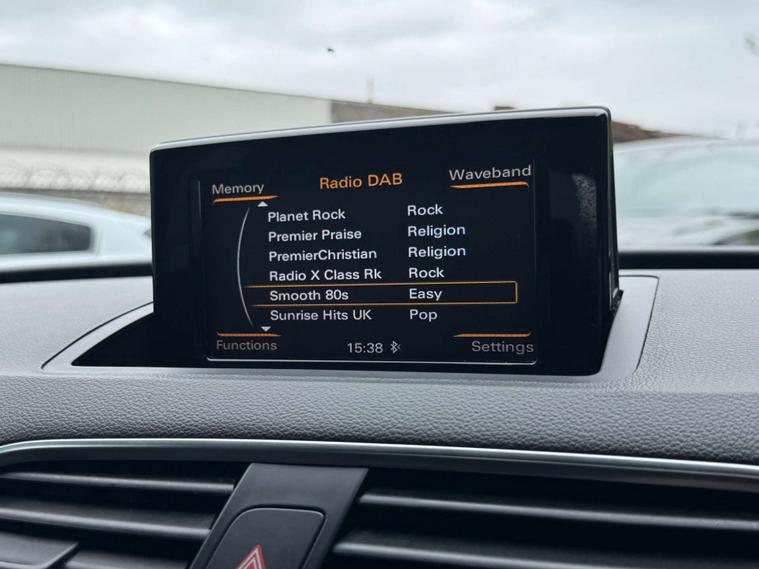 Memory Radio DAB Waveband
Planet Rock Rock
Premier Praise Religion
PremierChristian Religion
Radio X Class Rk Rock
Smooth 80s Easy
Sunrise Hits UK Pop
Functions 15:38 Settings